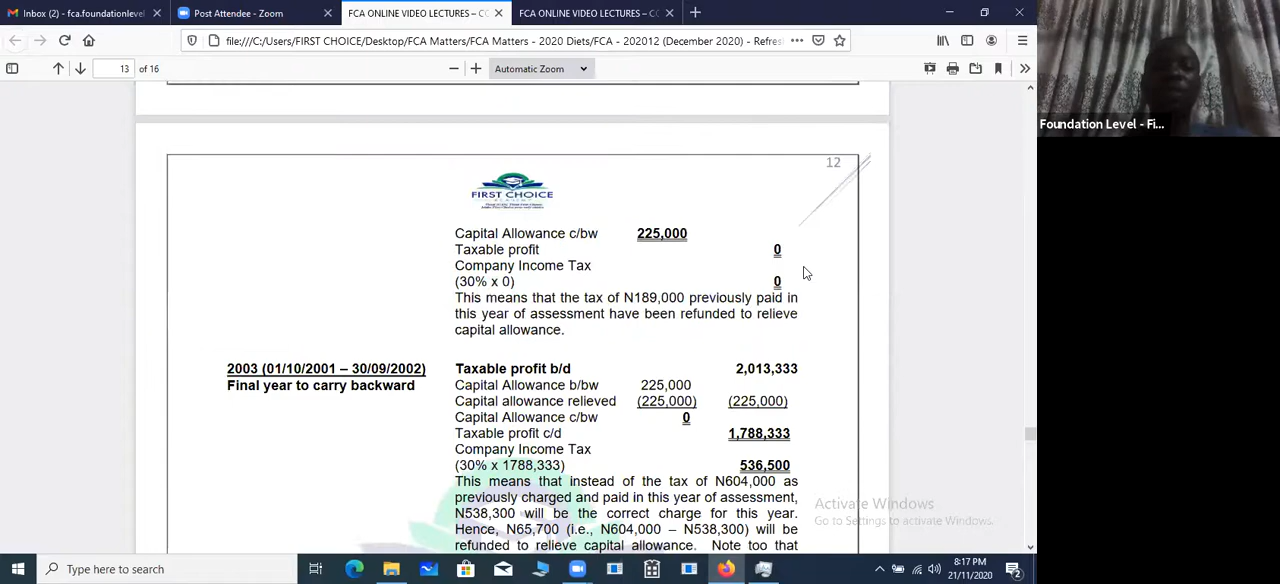 Inbox (2) - fca.foundationlevel
Post Attendee - Zoom
FCA ONLINE VIDEO LECTURES – CC
FCA ONLINE VIDEO LECTURES – CC
file:///C:/Users/FIRST CHOICE/Desktop/FCA Matters/FCA Matters - 2020 Diets/FCA - 202012 (December 2020) - Refres
13 of 16
Automatic Zoom
Foundation Level - Fi...
12
FIRST CHOICE
Capital Allowance c/bw 225,000
Taxable profit 0
Company Income Tax
(30% x 0) 0
This means that the tax of N189,000 previously paid in
this year of assessment have been refunded to relieve
capital allowance.
2003 (01/10/2001 – 30/09/2002) Taxable profit b/d 2,013,333
Final year to carry backward Capital Allowance b/bw 225,000
Capital allowance relieved (225,000) (225,000)
Capital Allowance c/bw 0
Taxable profit c/d 1,788,333
Company Income Tax
(30% x 1788,333) 536,500
This means that instead of the tax of N604,000 as
previously charged and paid in this year of assessment,
N538,300 will be the correct charge for this year.
Hence, N65,700 (i.e., N604,000 – N538,300) will be
refunded to relieve capital allowance. Note too that
Activate Windows
Go to Settings to activate Windows.
Type here to search
8:17 PM
21/11/2020
2